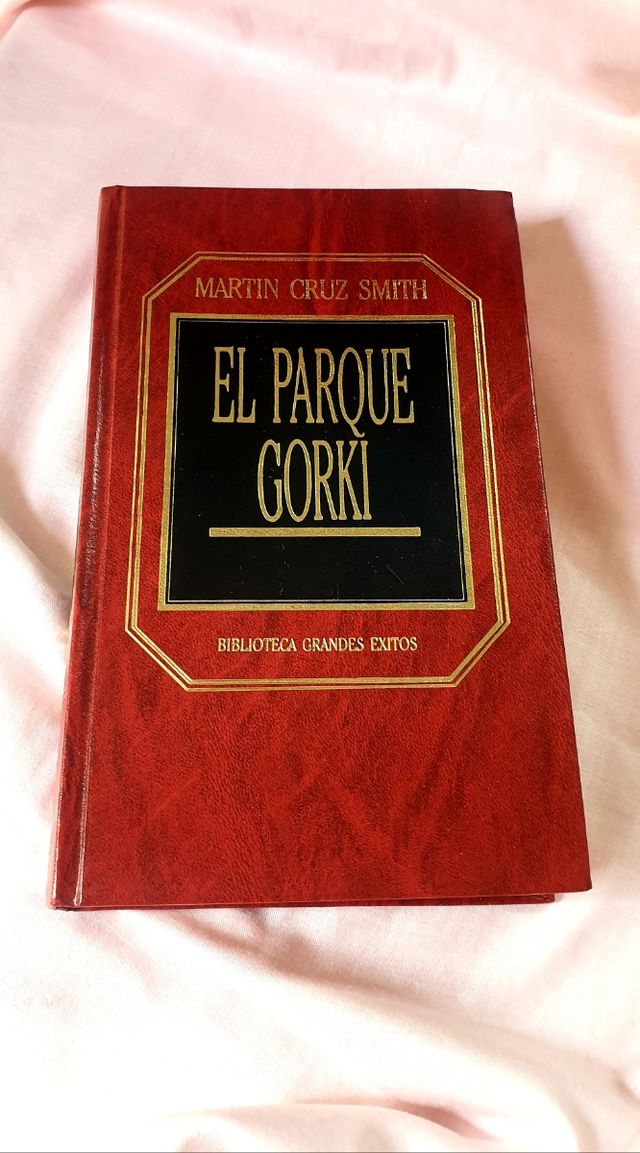 MARTIN CRUZ SMITH
EL PARQUE
GORKI
BIBLIOTECA GRANDES EXITOS